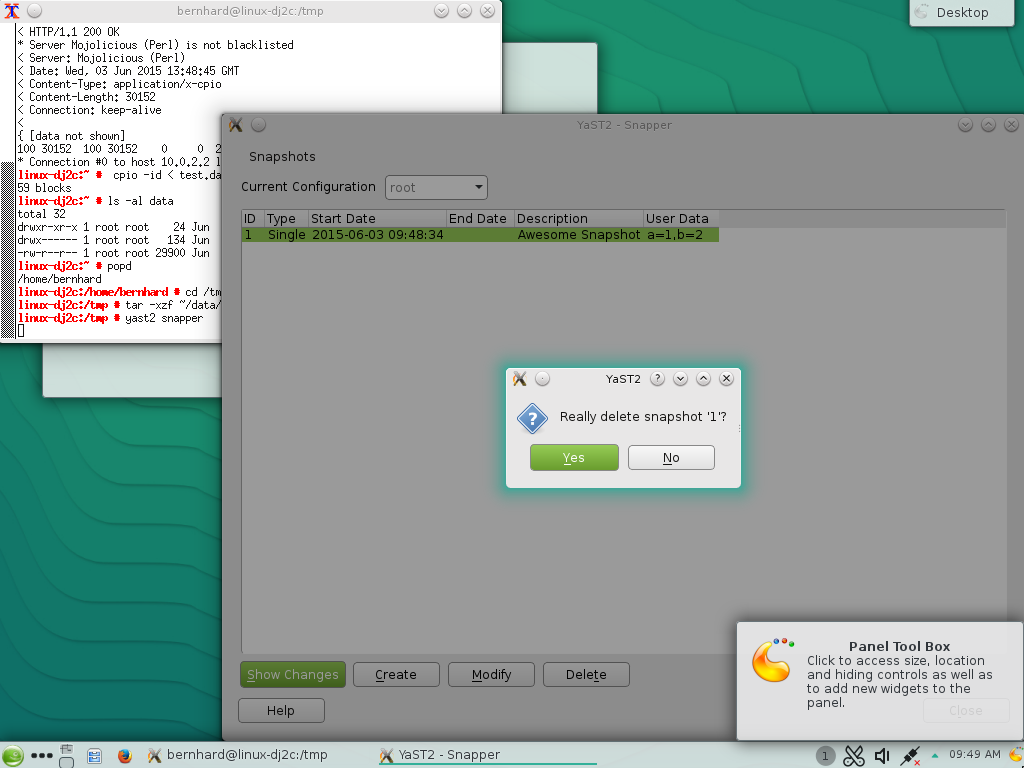 bernhard@linux-dj2c:/tmp
< HTTP/1.1 200 OK
* Server Mojolicious (Perl) is not blacklisted
< Server: Mojolicious (Perl)
< Date: Wed, 03 Jun 2015 13:48:45 GMT
< Content-Type: application/x-cpio
< Content-Length: 30152
< Connection: keep-alive
<
{ [data not shown]
100 30152 100 30152 0 0 2
* Connection #0 to host 10.0.2.2 l
linux-dj2c:~ # cpio -id < test.da
59 blocks
linux-dj2c:~ # ls -al data
total 32
drwxr-xr-x 1 root root 24 Jun
drwx------ 1 root root 134 Jun
-rw-r--r-- 1 root root 29900 Jun
linux-dj2c:~ # popd
/home/bernhard
linux-dj2c:/home/bernhard # cd /tm
linux-dj2c:/tmp # tar -xzf ~/data/
linux-dj2c:/tmp # yast2 snapper
Desktop
YaST2 - Snapper
Snapshots
Current Configuration root
ID Type Start Date End Date Description User Data
1 Single 2015-06-03 09:48:34 Awesome Snapshot a=1,b=2
YaST2
Really delete snapshot '1'?
Yes No
Show Changes Create Modify Delete
Help
Close
Panel Tool Box
Click to access size, location
and hiding controls as well as
to add new widgets to the
panel.
bernhard@linux-dj2c:/tmp YaST2 - Snapper 1 09:49 AM